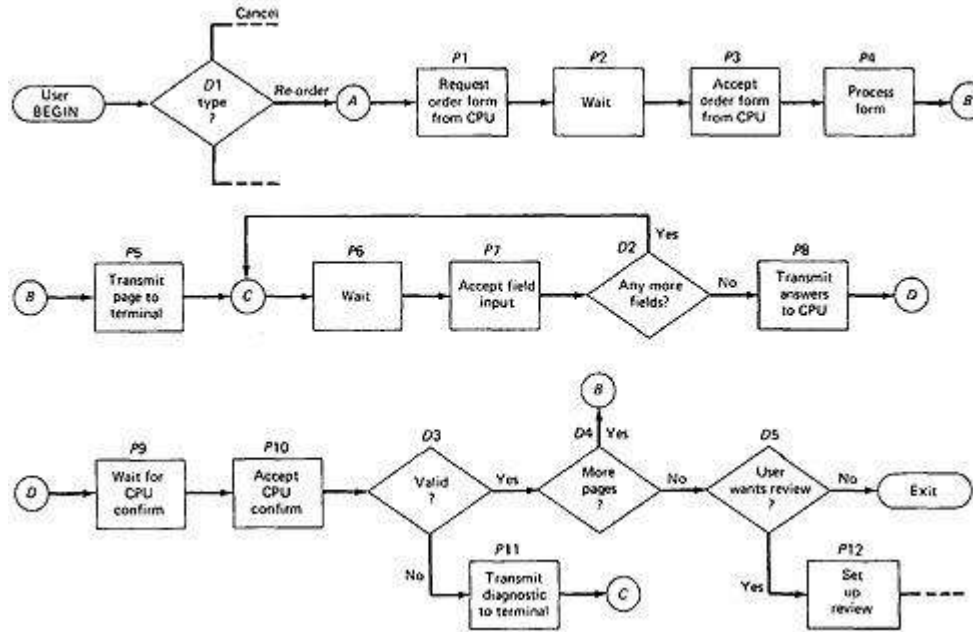 Cancel
User
BEGIN
D1
type
?
Re-order
A
P1
Request
order form
from CPU
P2
Wait
P3
Accept
order form
from CPU
P4
Process
form
B
B
P5
Transmit
page to
terminal
C
P6
Wait
P7
Accept field
input
D2
Yes
Any more
fields?
No
P8
Transmit
answers
to CPU
D
D
P9
Wait for
CPU
confirm
P10
Accept
CPU
confirm
D3
Valid
?
Yes
No
P11
Transmit
diagnostic
to terminal
C
B
D4
Yes
More
pages
?
No
D5
User
wants review
?
No
Exit
Yes
P12
Set
up
review